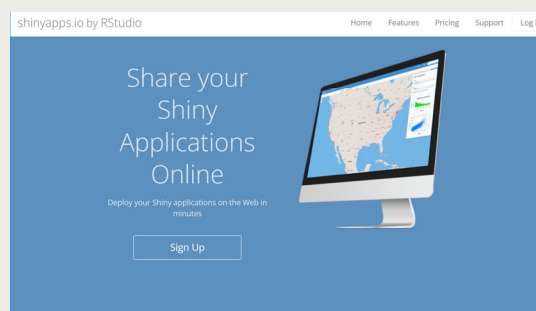 shinyapps.io by RStudio
Home Features Pricing Support Log
Share your
Shiny
Applications
Online
Deploy your Shiny applications on the Web in
minutes
Sign Up